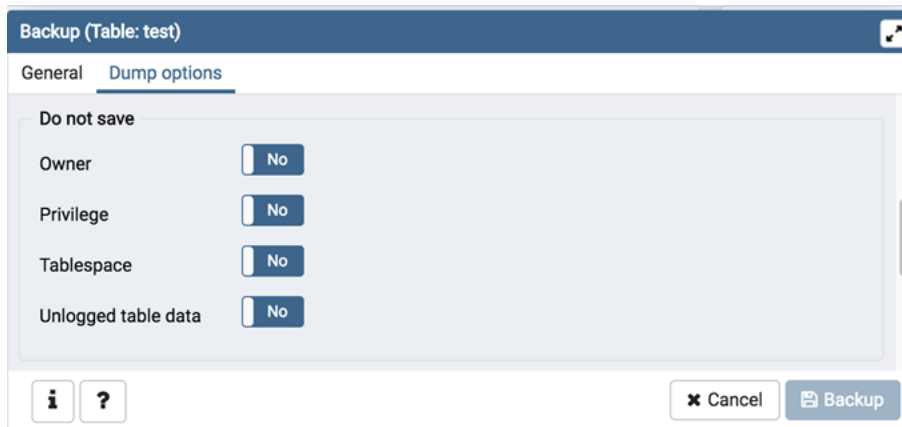 Backup (Table: test)
General Dump options
Do not save
Owner No
Privilege No
Tablespace No
Unlogged table data No
i ? Cancel Backup